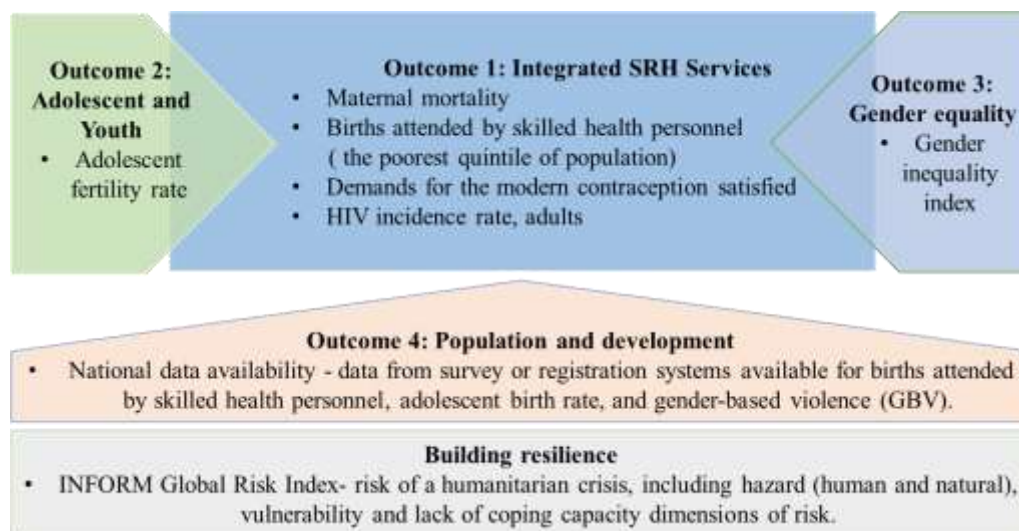 Outcome 2:
Adolescent and
Youth
• Adolescent
fertility rate
Outcome 1: Integrated SRH Services
• Maternal mortality
• Births attended by skilled health personnel
( the poorest quintile of population)
• Demands for the modern contraception satisfied
• HIV incidence rate, adults
Outcome 3:
Gender equality
• Gender
inequality
index
Outcome 4: Population and development
• National data availability - data from survey or registration systems available for births attended
by skilled health personnel, adolescent birth rate, and gender-based violence (GBV).
Building resilience
• INFORM Global Risk Index- risk of a humanitarian crisis, including hazard (human and natural),
vulnerability and lack of coping capacity dimensions of risk.